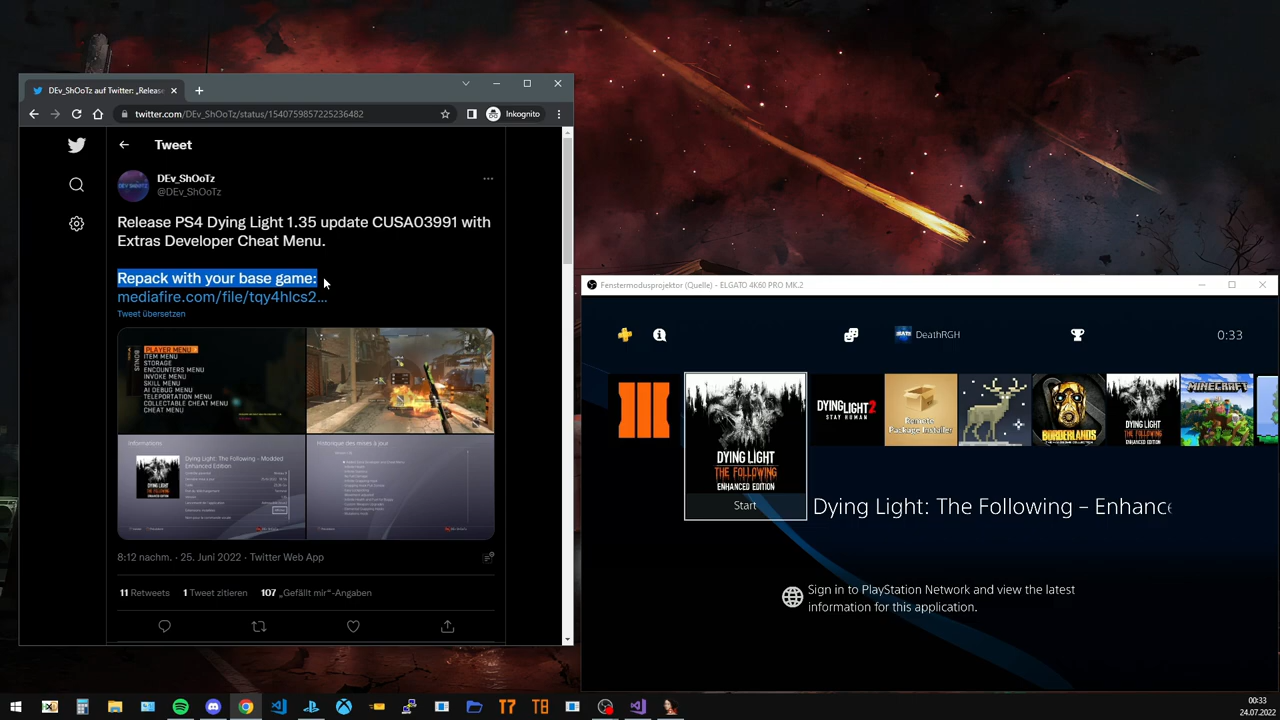 DEv_ShOoTz auf Twitter: „Releas
twitter.com/DEv_ShOoTz/status/1540759857225236482
Inkognito
Tweet
DEv_ShOoTz
@DEv_ShOoTz
Release PS4 Dying Light 1.35 update CUSA03991 with
Extras Developer Cheat Menu.
Repack with your base game:
mediafire.com/file/tqy4hlcs2…
Tweet übersetzen
BONUS
PLAYER MENU
ITEM MENU
STORAGE
ENCOUNTERS MENU
INVOKE MENU
SKILL MENU
AI DEBUG MENU
TELEPORTATION MENU
COLLECTABLE CHEAT MENU
CHEAT MENU
Informations
Dying Light: The Following - Modded
Enhanced Edition
Historique des mises à jour
8:12 nachm. · 25. Juni 2022 · Twitter Web App
11 Retweets 1 Tweet zitieren 107 „Gefällt mir“-Angaben
Fenstermodusprojektor (Quelle) - ELGATO 4K60 PRO MK.2
DeathRGH
0:33
DYING LIGHT
THE FOLLOWING
ENHANCED EDITION
Start
DYING LIGHT 2
STAY HUMAN
Remote
Package Installer
BORDERLANDS
DYING LIGHT
THE FOLLOWING
MINECRAFT
Dying Light: The Following – Enhance
Sign in to PlayStation Network and view the latest
information for this application.
T7
T8
00:33
24.07.2022